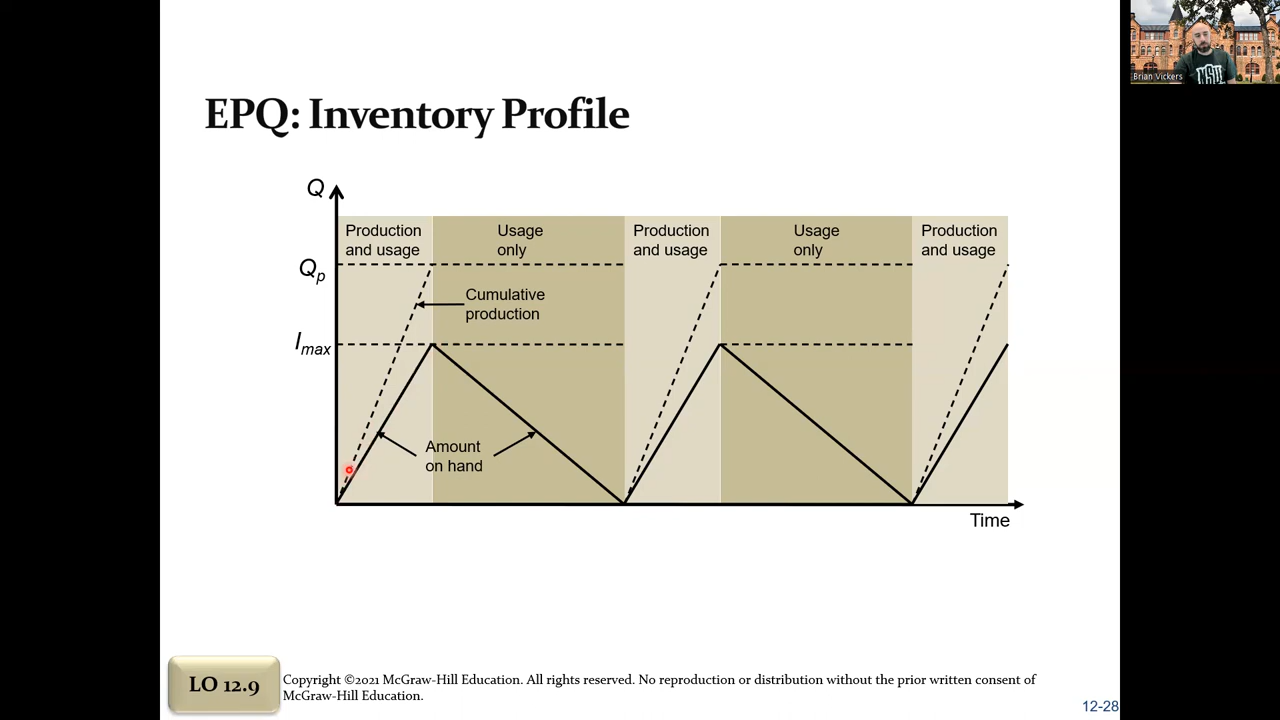 Brian Vickers
NSU
EPQ: Inventory Profile
Q
Production
and usage
Usage
only
Production
and usage
Usage
only
Production
and usage
Qp
Cumulative
production
Imax
Amount
on hand
Time
LO 12.9
Copyright ©2021 McGraw-Hill Education. All rights reserved. No reproduction or distribution without the prior written consent of
McGraw-Hill Education.
12-28